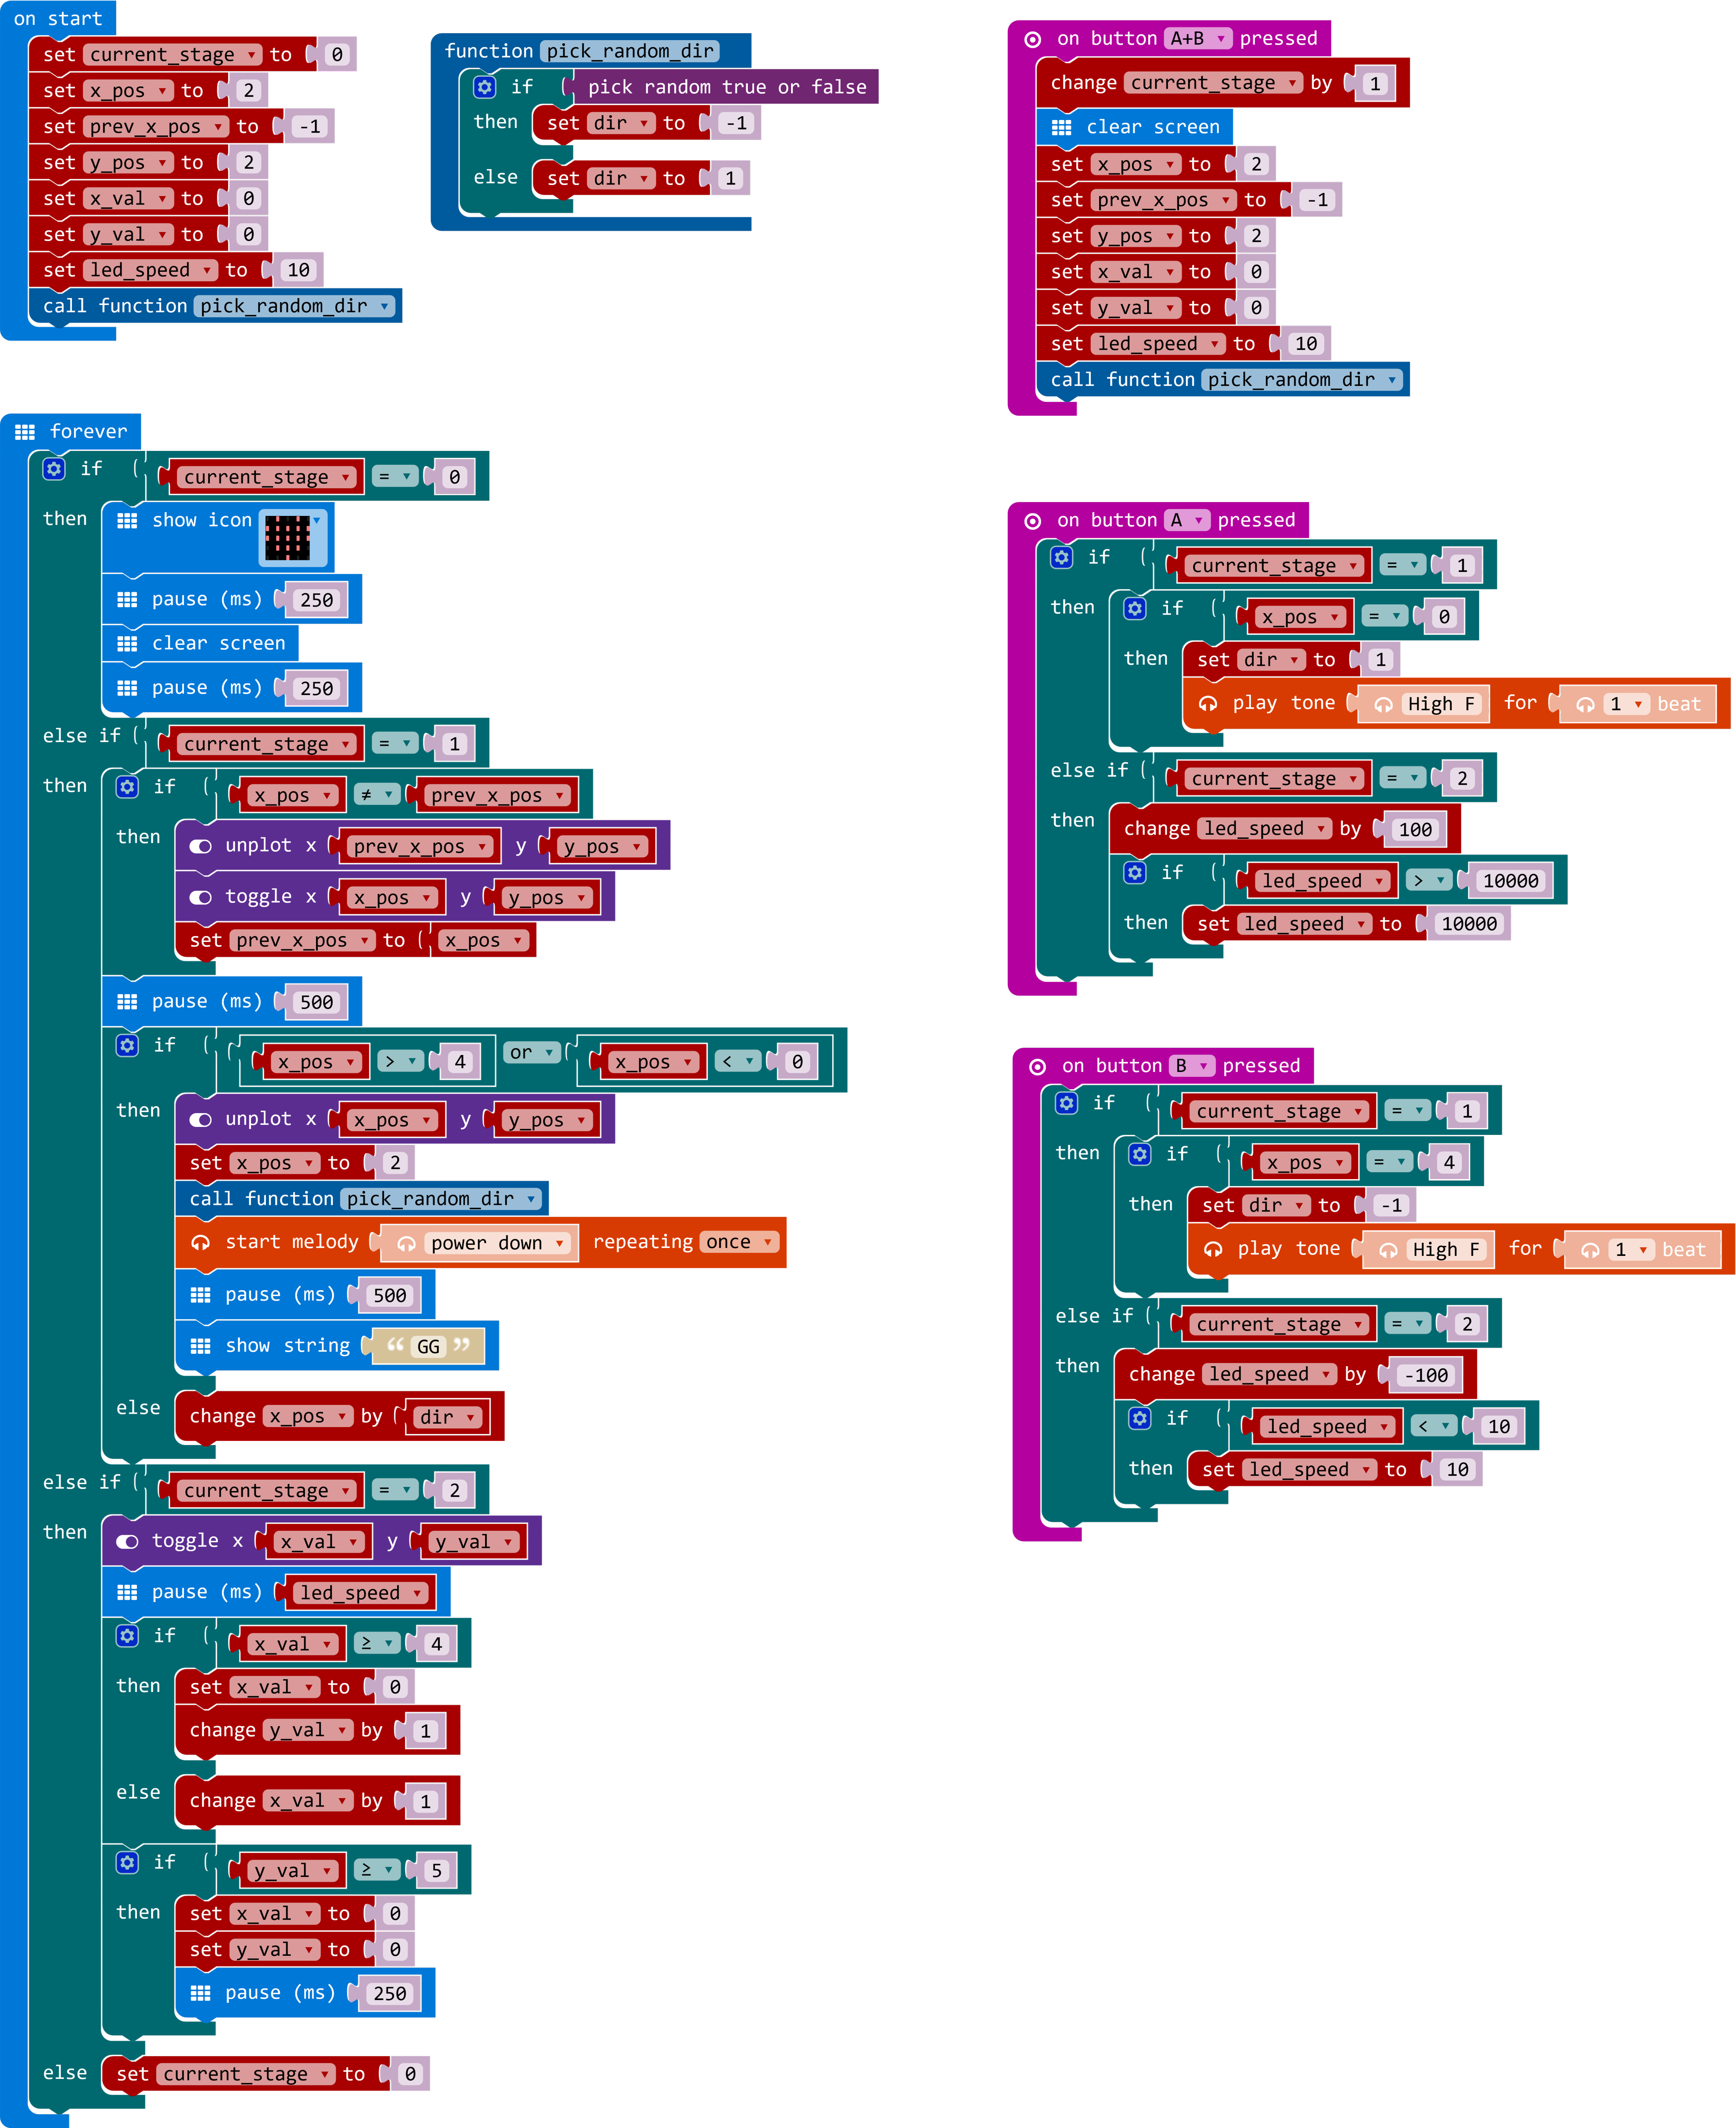 on start
set current_stage to 0
set x_pos to 2
set prev_x_pos to -1
set y_pos to 2
set x_val to 0
set y_val to 0
set led_speed to 10
call function pick_random_dir
function pick_random_dir
if pick random true or false
then set dir to -1
else set dir to 1
forever
if current_stage = 0
then show icon
pause (ms) 250
clear screen
pause (ms) 250
else if current_stage = 1
then if x_pos ≠ prev_x_pos
then unplot x prev_x_pos y y_pos
toggle x x_pos y y_pos
set prev_x_pos to x_pos
pause (ms) 500
if x_pos > 4 or x_pos < 0
then unplot x x_pos y y_pos
set x_pos to 2
call function pick_random_dir
start melody power down repeating once
pause (ms) 500
show string “ GG ”
else change x_pos by dir
else if current_stage = 2
then toggle x x_val y y_val
pause (ms) led_speed
if x_val ≥ 4
then set x_val to 0
change y_val by 1
else change x_val by 1
if y_val ≥ 5
then set x_val to 0
set y_val to 0
pause (ms) 250
else set current_stage to 0
on button A+B pressed
change current_stage by 1
clear screen
set x_pos to 2
set prev_x_pos to -1
set y_pos to 2
set x_val to 0
set y_val to 0
set led_speed to 10
call function pick_random_dir
on button A pressed
if current_stage = 1
then if x_pos = 0
then set dir to 1
play tone High F for 1 beat
else if current_stage = 2
then change led_speed by 100
if led_speed > 10000
then set led_speed to 10000
on button B pressed
if current_stage = 1
then if x_pos = 4
then set dir to -1
play tone High F for 1 beat
else if current_stage = 2
then change led_speed by -100
if led_speed < 10
then set led_speed to 10